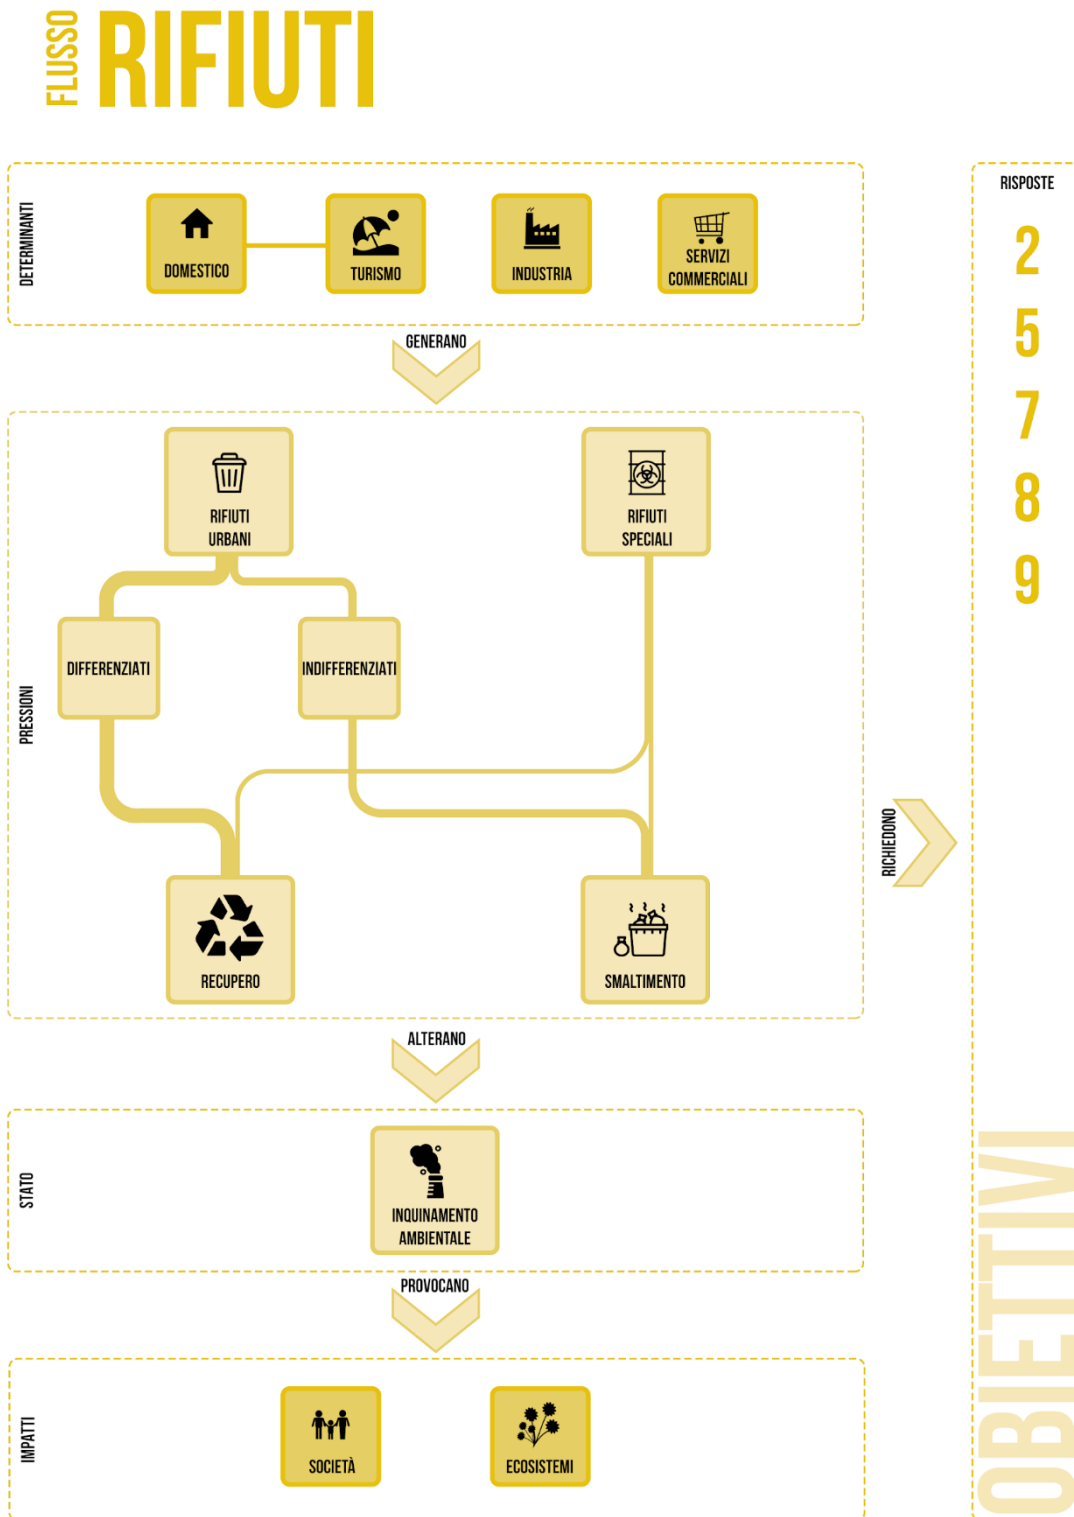 FLUSSO
RIFIUTI
DETERMINANTI
DOMESTICO
TURISMO
INDUSTRIA
SERVIZI
COMMERCIALI
GENERANO
PRESSIONI
RIFIUTI
URBANI
RIFIUTI
SPECIALI
DIFFERENZIATI
INDIFFERENZIATI
RECUPERO
SMALTIMENTO
ALTERANO
STATO
INQUINAMENTO
AMBIENTALE
PROVOCANO
IMPATTI
SOCIETÀ
ECOSISTEMI
RICHIEDONO
RISPOSTE
2
5
7
8
9
OBIETTIVI